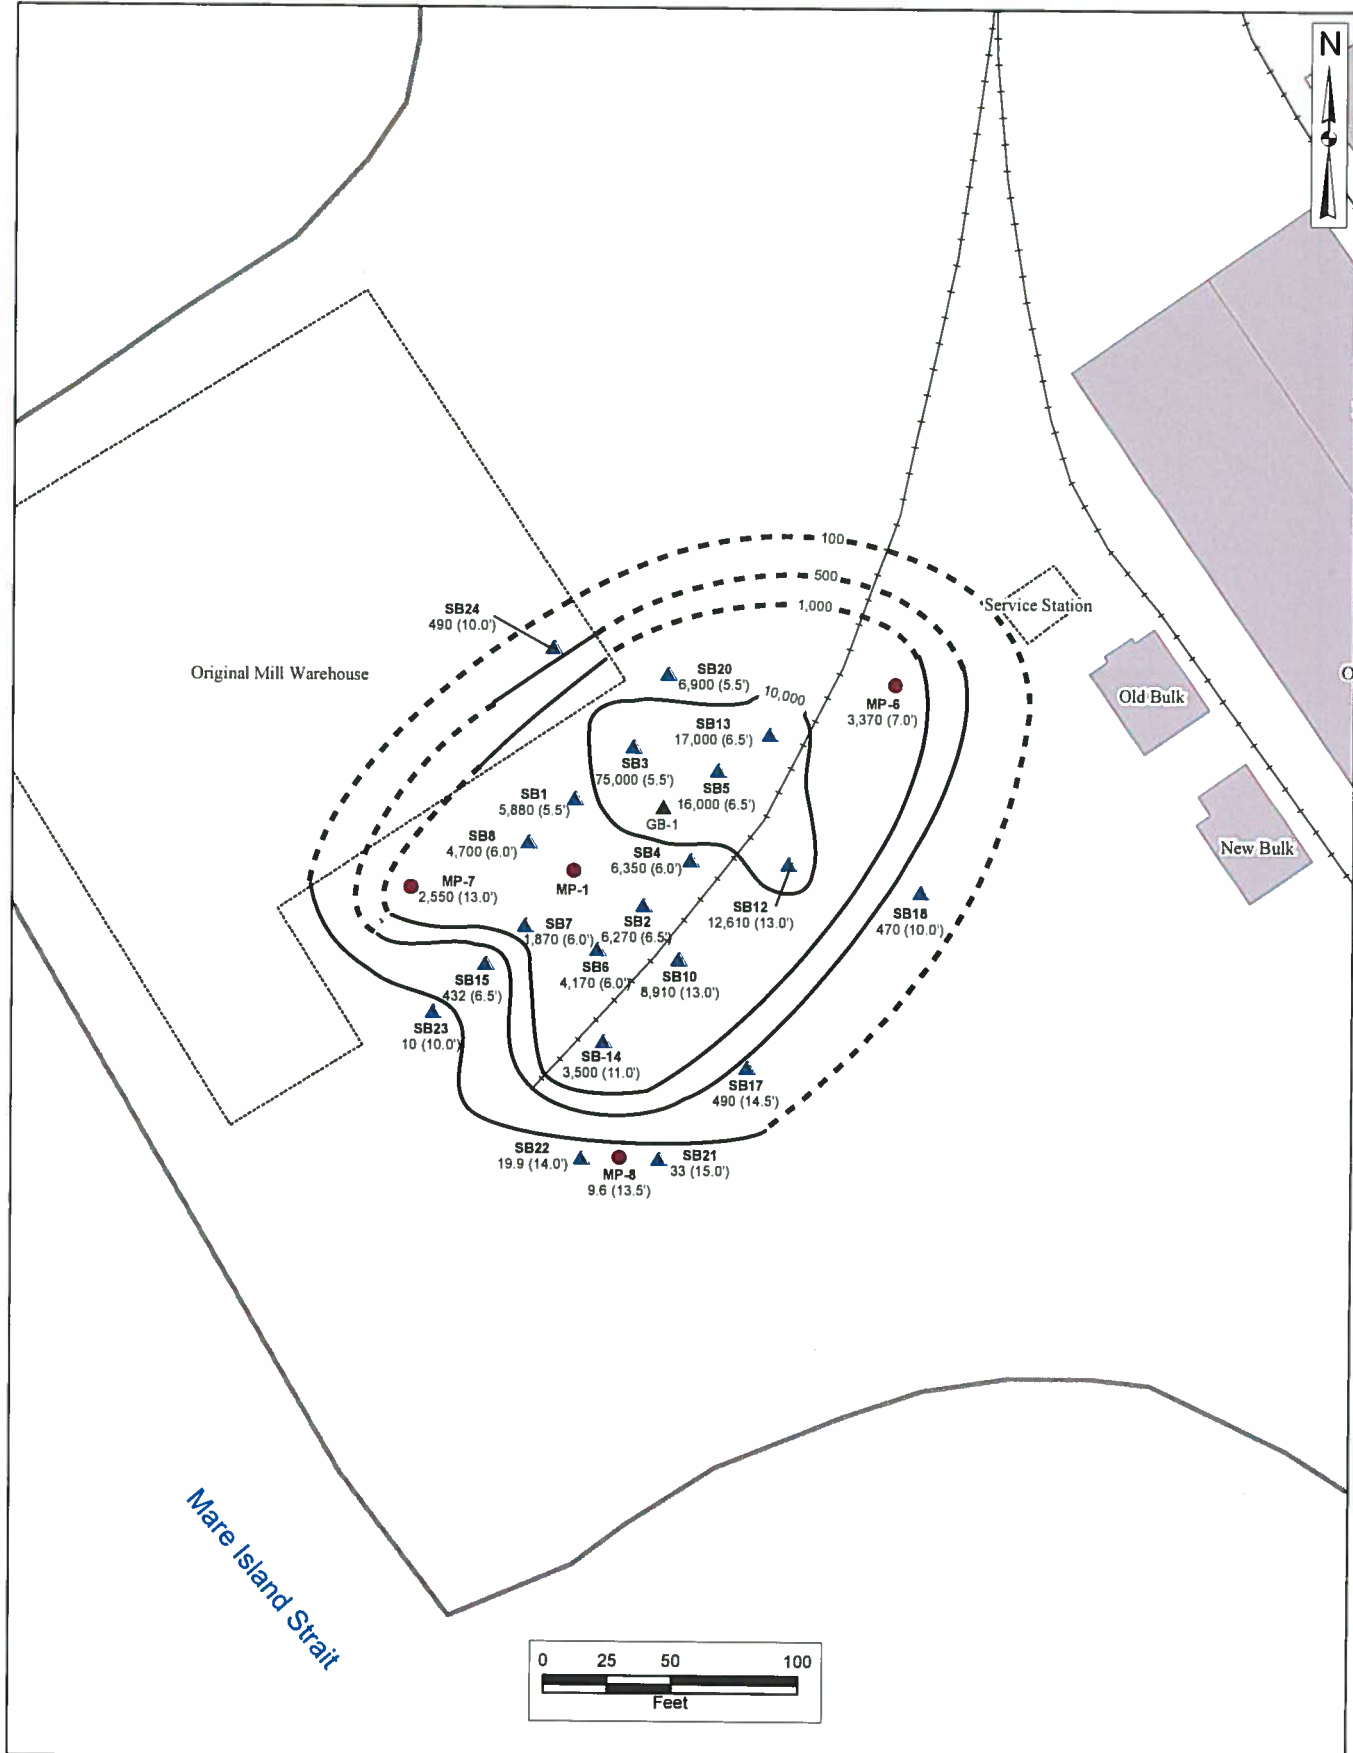 N
100
500
Service Station
1,000
SB24
490 (10.0')
Original Mill Warehouse
SB20
6,900 (5.5')
10,000
MP-6
3,370 (7.0')
Old Bulk
SB13
17,000 (6.5')
SB3
75,000 (5.5')
SB5
16,000 (6.5')
SB1
5,880 (5.5')
GB-1
SB8
4,700 (6.0')
SB4
6,350 (6.0')
New Bulk
MP-7
2,550 (13.0')
MP-1
SB12
12,610 (13.0')
SB18
470 (10.0')
SB7
1,870 (6.0')
SB2
6,270 (6.5')
SB6
4,170 (6.0')
SB10
8,910 (13.0')
SB15
432 (6.5')
SB23
10 (10.0')
SB-14
3,500 (11.0')
SB17
490 (14.5')
SB22
19.9 (14.0')
MP-8
9.6 (13.5')
SB21
33 (15.0')
Mare Island Strait
0 25 50 100
Feet